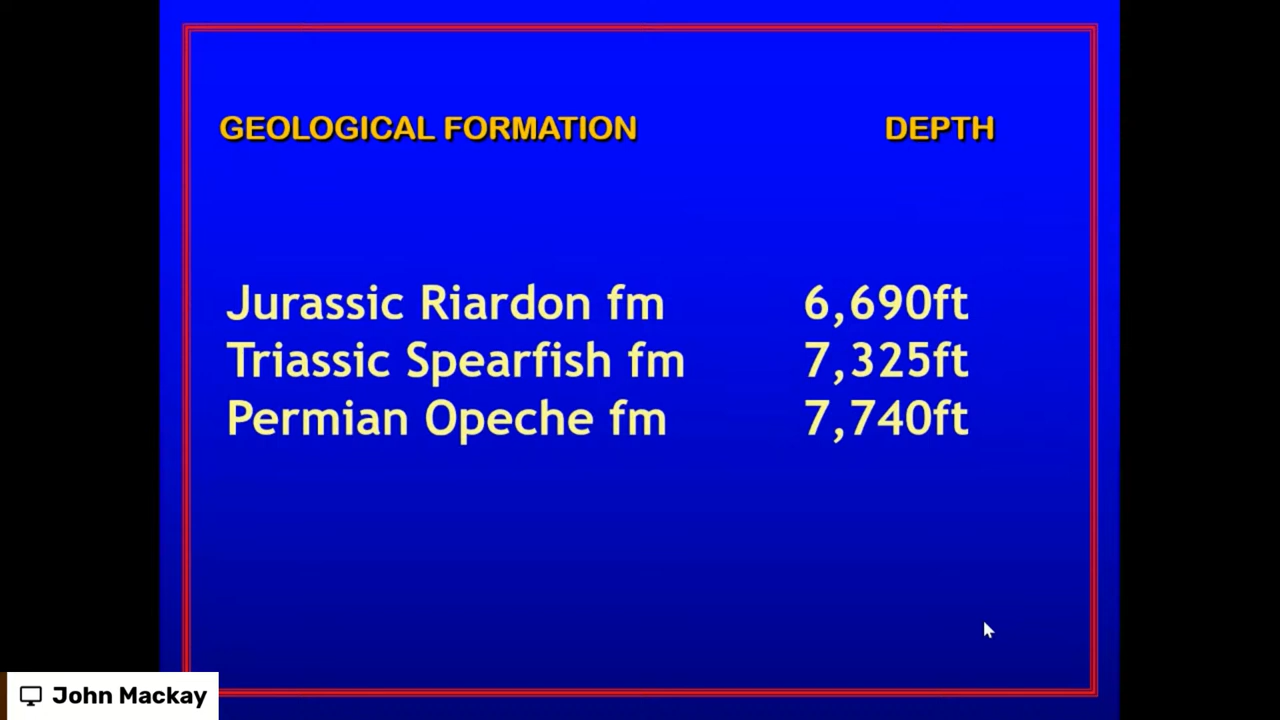 GEOLOGICAL FORMATION DEPTH
Jurassic Riardon fm 6,690ft
Triassic Spearfish fm 7,325ft
Permian Opeche fm 7,740ft
John Mackay